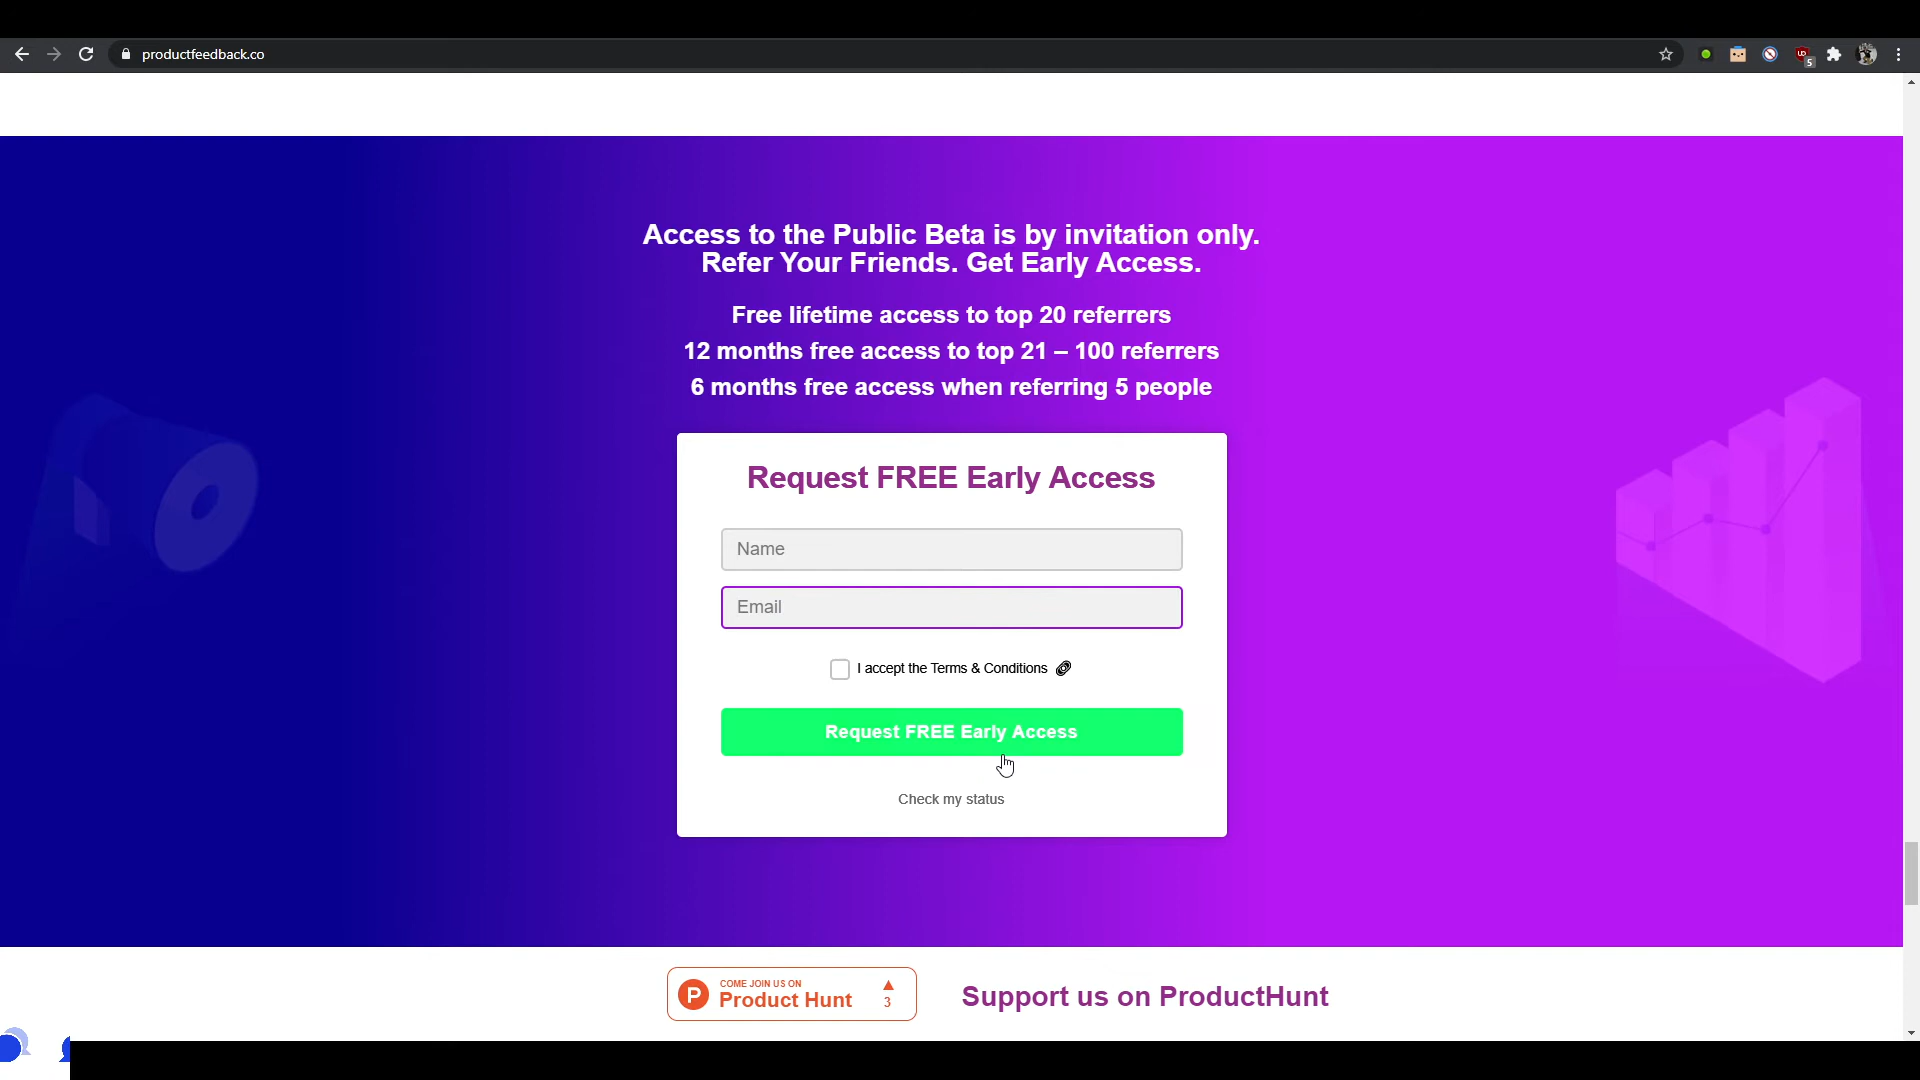 productfeedback.co
5
Access to the Public Beta is by invitation only.
Refer Your Friends. Get Early Access.
Free lifetime access to top 20 referrers
12 months free access to top 21 – 100 referrers
6 months free access when referring 5 people
Request FREE Early Access
Name
Email
I accept the Terms & Conditions
Request FREE Early Access
Check my status
P
COME JOIN US ON
Product Hunt
3
Support us on ProductHunt